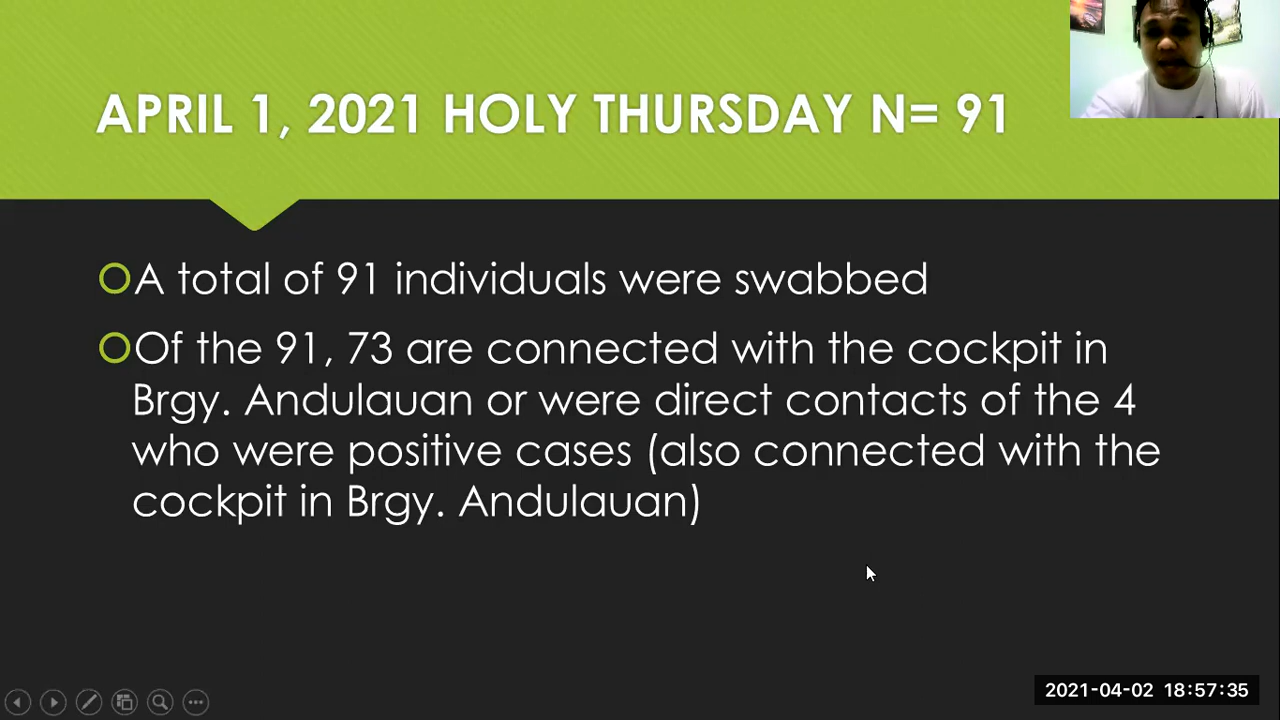 APRIL 1, 2021 HOLY THURSDAY N= 91
A total of 91 individuals were swabbed
Of the 91, 73 are connected with the cockpit in
Brgy. Andulauan or were direct contacts of the 4
who were positive cases (also connected with the
cockpit in Brgy. Andulauan)
2021-04-02 18:57:35